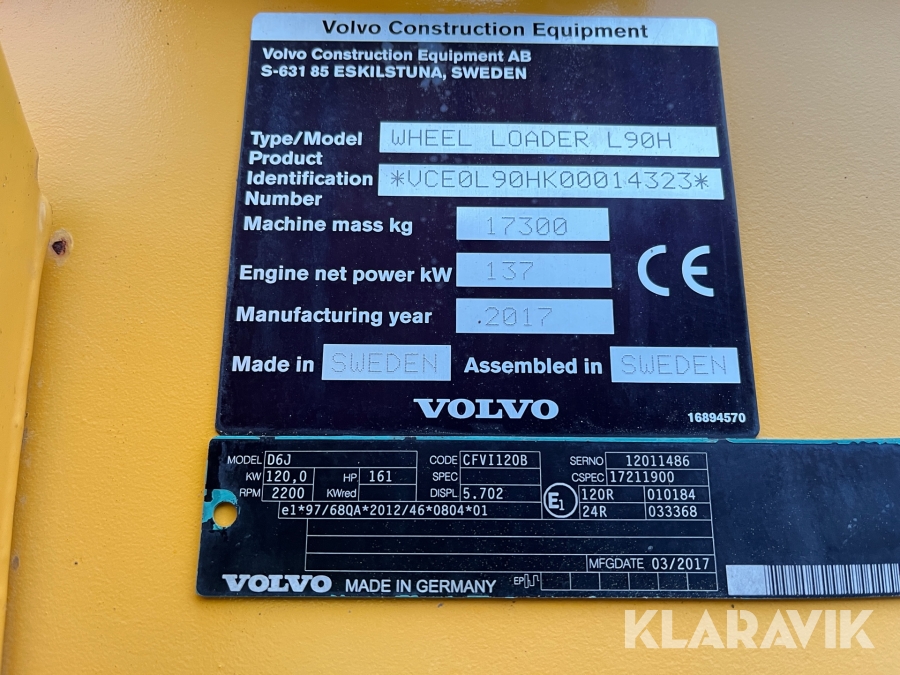 Volvo Construction Equipment
Volvo Construction Equipment AB
S-631 85 ESKILSTUNA, SWEDEN
Type/Model WHEEL LOADER L90H
Product
Identification *VCE0L90HK00014323*
Number
Machine mass kg 17300
Engine net power kW 137
Manufacturing year .2017
Made in SWEDEN Assembled in SWEDEN
VOLVO 16894570
MODEL D6J CODE CFVI120B SERNO 12011486
KW 120,0 HP 161 SPEC CSPEC 17211900
RPM 2200 KWred DISPL 5.702 E1 120R 010184
e1*97/68QA*2012/46*0804*01 24R 033368
MFGDATE 03/2017
VOLVO MADE IN GERMANY EP
KLARAVIK